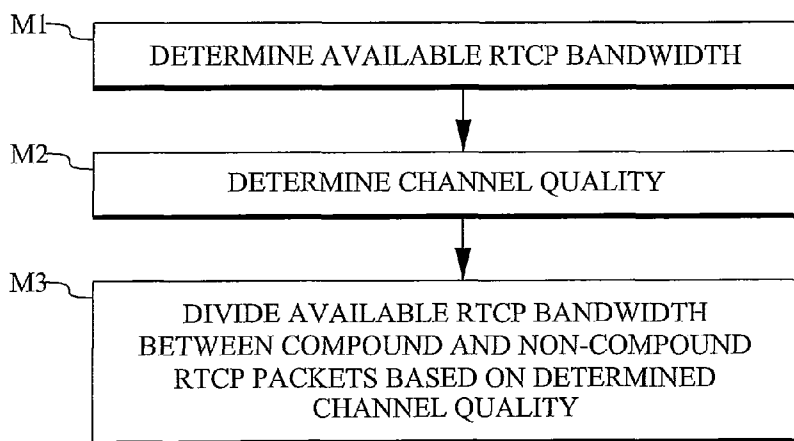 M1
DETERMINE AVAILABLE RTCP BANDWIDTH
M2
DETERMINE CHANNEL QUALITY
M3
DIVIDE AVAILABLE RTCP BANDWIDTH
BETWEEN COMPOUND AND NON-COMPOUND
RTCP PACKETS BASED ON DETERMINED
CHANNEL QUALITY